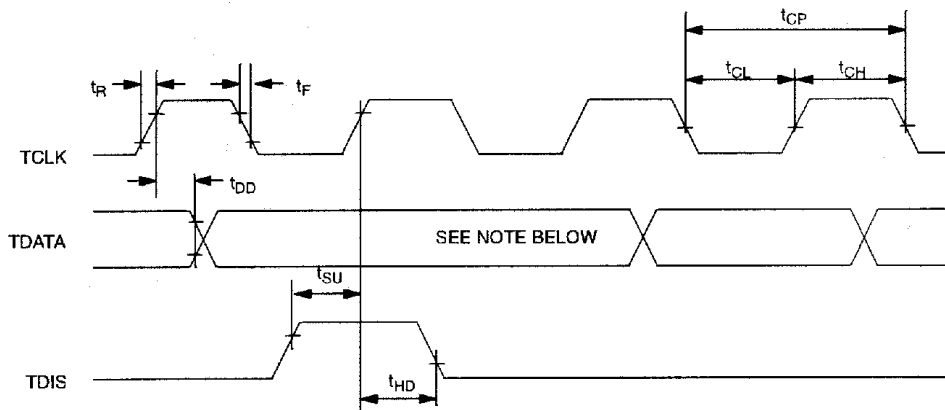 tCP
tCL
tCH
tR
tF
TCLK
tDD
TDATA
SEE NOTE BELOW
tSU
TDIS
tHD